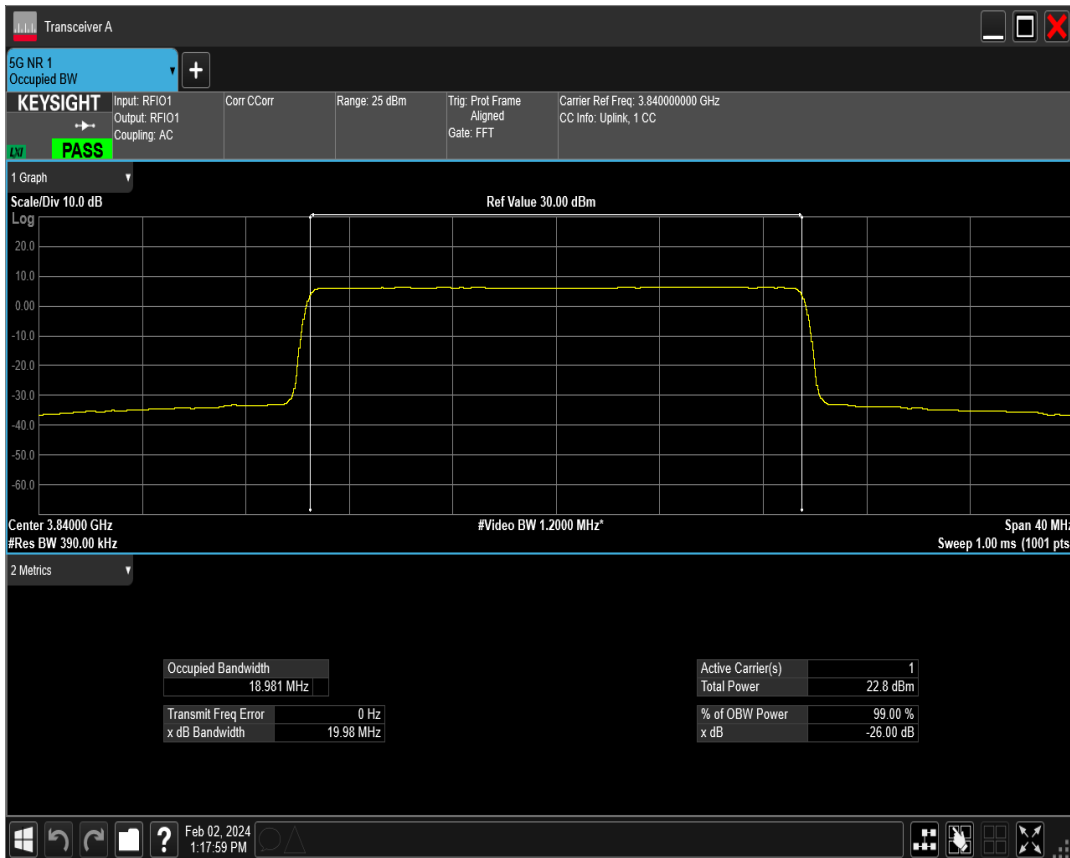 Transceiver A
5G NR 1
Occupied BW
+
KEYSIGHT
LXI
PASS
Input: RFIO1
Output: RFIO1
Coupling: AC
Corr CCorr
Range: 25 dBm
Trig: Prot Frame
Aligned
Gate: FFT
Carrier Ref Freq: 3.840000000 GHz
CC Info: Uplink, 1 CC
1 Graph
Scale/Div 10.0 dB
Ref Value 30.00 dBm
Log
20.0
10.0
0.00
-10.0
-20.0
-30.0
-40.0
-50.0
-60.0
Center 3.84000 GHz
#Video BW 1.2000 MHz*
Span 40 MHz
#Res BW 390.00 kHz
Sweep 1.00 ms (1001 pts
2 Metrics
Occupied Bandwidth
18.981 MHz
Transmit Freq Error 0 Hz
x dB Bandwidth 19.98 MHz
Active Carrier(s) 1
Total Power 22.8 dBm
% of OBW Power 99.00 %
x dB -26.00 dB
?
Feb 02, 2024
1:17:59 PM